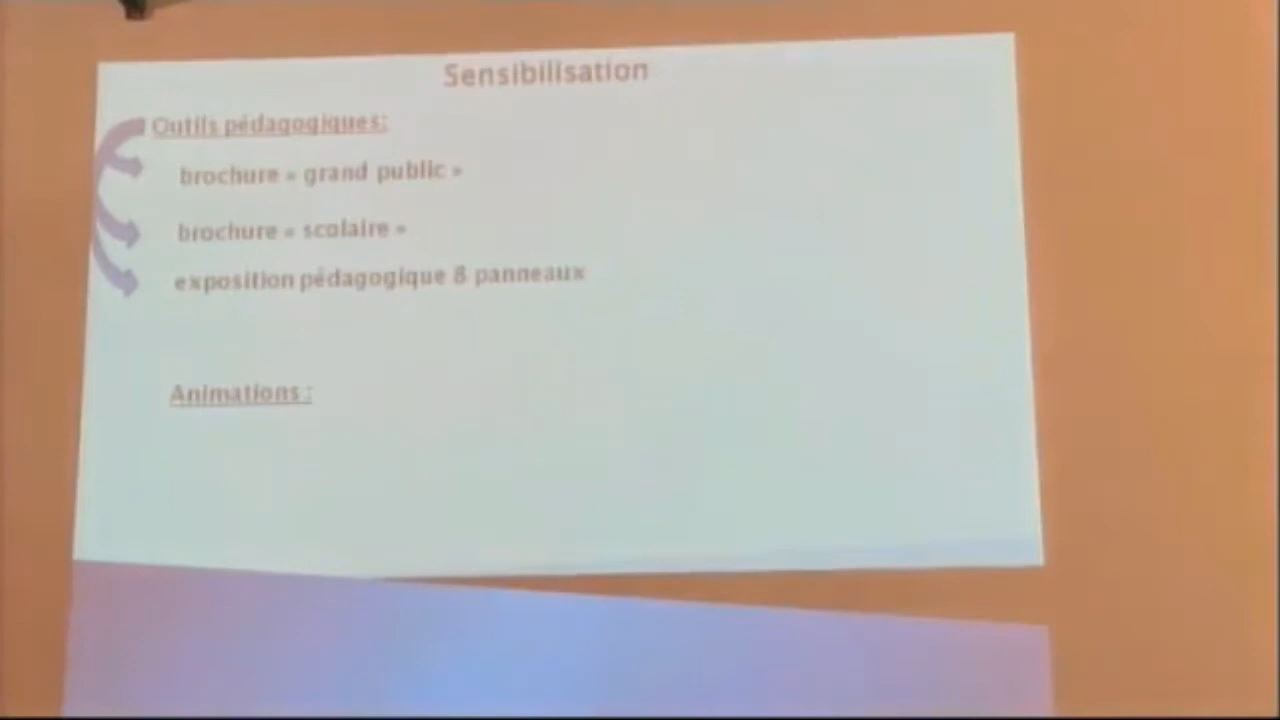 Sensibilisation
Outils pédagogiques:
brochure « grand public »
brochure « scolaire »
exposition pédagogique 8 panneaux
Animations :